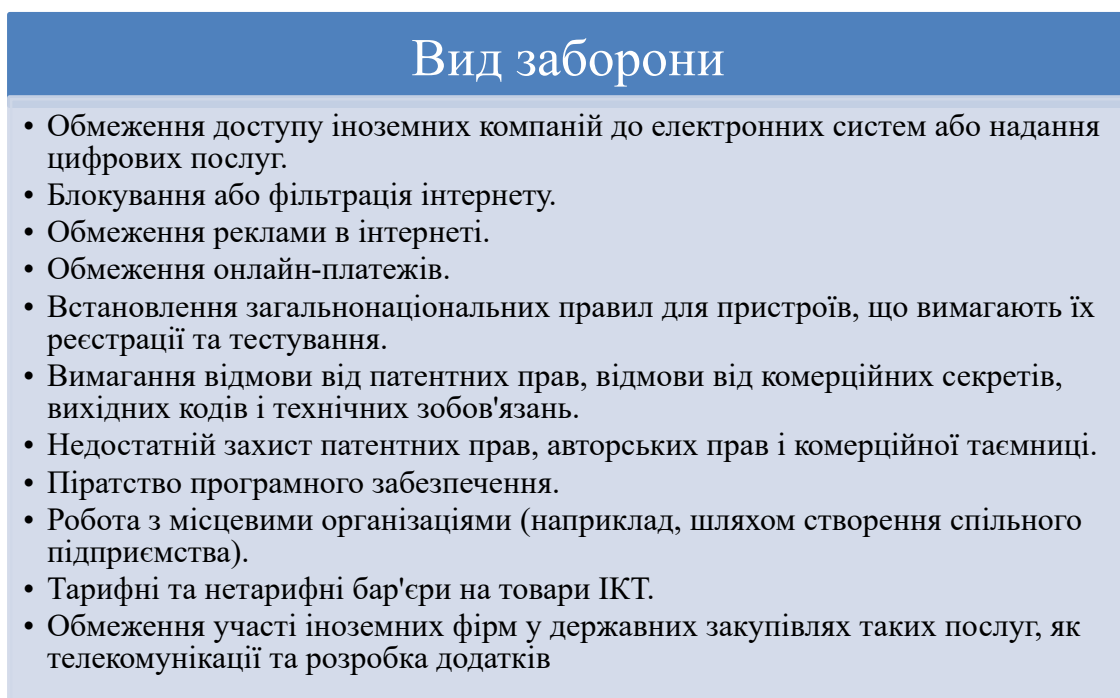 Вид заборони
• Обмеження доступу іноземних компаній до електронних систем або надання
цифрових послуг.
• Блокування або фільтрація інтернету.
• Обмеження реклами в інтернеті.
• Обмеження онлайн-платежів.
• Встановлення загальнонаціональних правил для пристроїв, що вимагають їх
реєстрації та тестування.
• Вимагання відмови від патентних прав, відмови від комерційних секретів,
вихідних кодів і технічних зобов'язань.
• Недостатній захист патентних прав, авторських прав і комерційної таємниці.
• Піратство програмного забезпечення.
• Робота з місцевими організаціями (наприклад, шляхом створення спільного
підприємства).
• Тарифні та нетарифні бар'єри на товари ІКТ.
• Обмеження участі іноземних фірм у державних закупівлях таких послуг, як
телекомунікації та розробка додатків